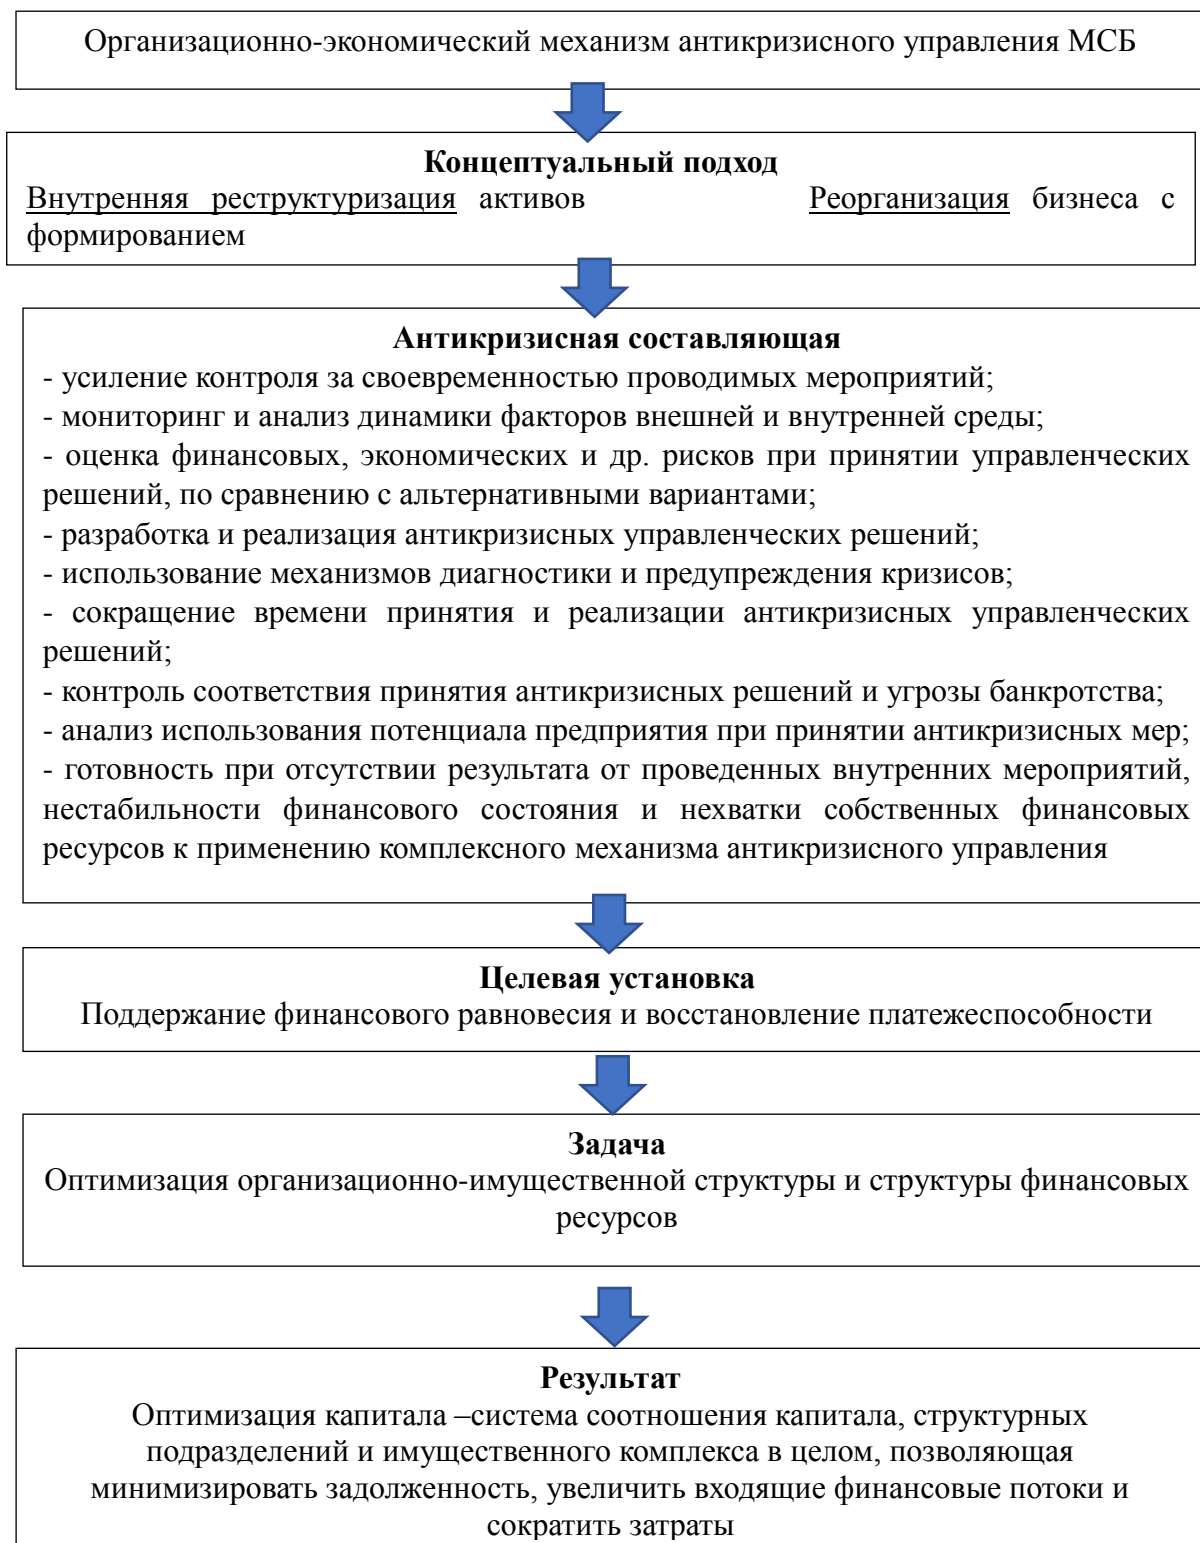 Организационно-экономический механизм антикризисного управления МСБ
Концептуальный подход
Внутренняя реструктуризация активов Реорганизация бизнеса с
формированием
Антикризисная составляющая
- усиление контроля за своевременностью проводимых мероприятий;
- мониторинг и анализ динамики факторов внешней и внутренней среды;
- оценка финансовых, экономических и др. рисков при принятии управленческих
решений, по сравнению с альтернативными вариантами;
- разработка и реализация антикризисных управленческих решений;
- использование механизмов диагностики и предупреждения кризисов;
- сокращение времени принятия и реализации антикризисных управленческих
решений;
- контроль соответствия принятия антикризисных решений и угрозы банкротства;
- анализ использования потенциала предприятия при принятии антикризисных мер;
- готовность при отсутствии результата от проведенных внутренних мероприятий,
нестабильности финансового состояния и нехватки собственных финансовых
ресурсов к применению комплексного механизма антикризисного управления
Целевая установка
Поддержание финансового равновесия и восстановление платежеспособности
Задача
Оптимизация организационно-имущественной структуры и структуры финансовых
ресурсов
Результат
Оптимизация капитала –система соотношения капитала, структурных
подразделений и имущественного комплекса в целом, позволяющая
минимизировать задолженность, увеличить входящие финансовые потоки и
сократить затраты